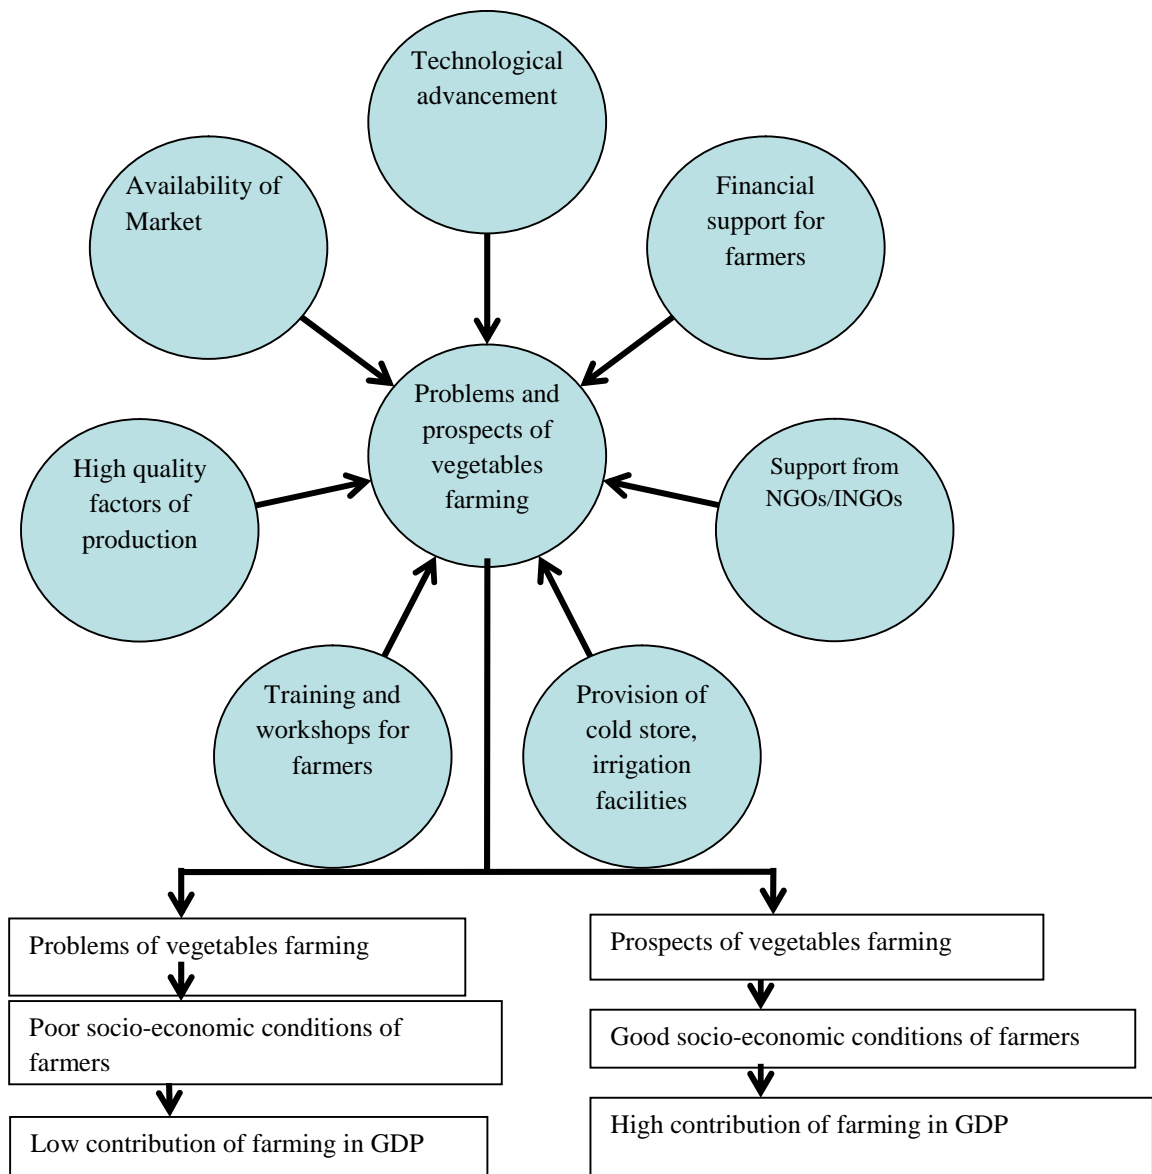 Technological
advancement
Availability of
Market
Financial
support for
farmers
Problems and
prospects of
vegetables
farming
High quality
factors of
production
Support from
NGOs/INGOs
Training and
workshops for
farmers
Provision of
cold store,
irrigation
facilities
Problems of vegetables farming
Prospects of vegetables farming
Poor socio-economic conditions of
farmers
Good socio-economic conditions of farmers
Low contribution of farming in GDP
High contribution of farming in GDP